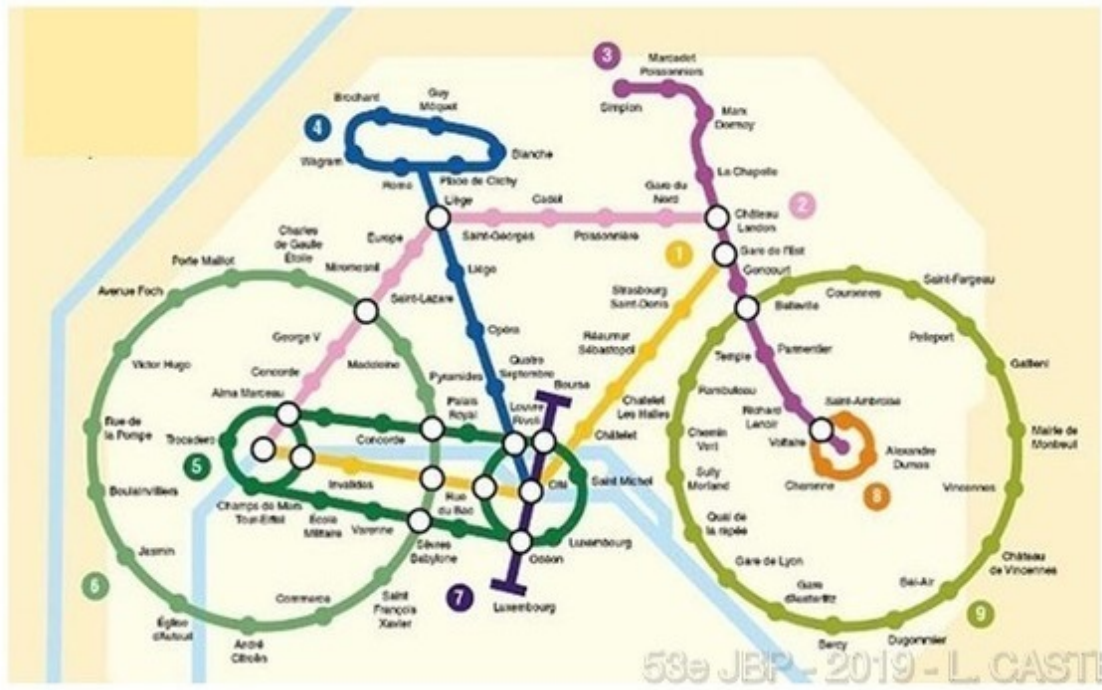 3
Marcadet
Poissonniers
Simplon
Marx
Dormoy
La Chapelle
Brochant
Guy
Môquet
4
Wagram
Blanche
Rome
Place de Clichy
Liège
Cadet
Gare du
Nord
Château
Landon
2
Saint-Georges
Poissonnière
Europe
Charles
de Gaulle
Étoile
Miromesnil
Porte Maillot
Avenue Foch
Saint-Lazare
Liège
1
Gare de l'Est
Goncourt
Strasbourg
Saint-Denis
Belleville
Couronnes
Saint-Fargeau
Pelleport
Gallieni
George V
Madeleine
Opéra
Réaumur
Sébastopol
Temple
Parmentier
Victor Hugo
Concorde
Pyramides
Quatre
Septembre
Bourse
Rambuteau
Alma Marceau
Palais
Royal
Louvre
Rivoli
Chatelet
Les Halles
Richard
Lenoir
Saint-Ambroise
Rue de
la Pompe
Trocadero
Concorde
Châtelet
Chemin
Vert
Voltaire
Alexandre
Dumas
Mairie de
Montreuil
5
Boulainvilliers
Invalides
Rue
du Bac
Cité
Saint Michel
Sully
Morland
Charonne
8
Vincennes
Champs de Mars
Tour-Eiffel
École
Militaire
Varenne
Sèvres
Babylone
Odéon
Luxembourg
Quai de
la rapée
Jasmin
Gare de Lyon
Château
de Vincennes
6
Commerce
Saint
François
Xavier
7
Luxembourg
Gare
d'Austerlitz
Bel-Air
9
Église
d'Auteuil
André
Citroën
Bercy
Dugommier
53e JBP - 2019 - L. CASTE